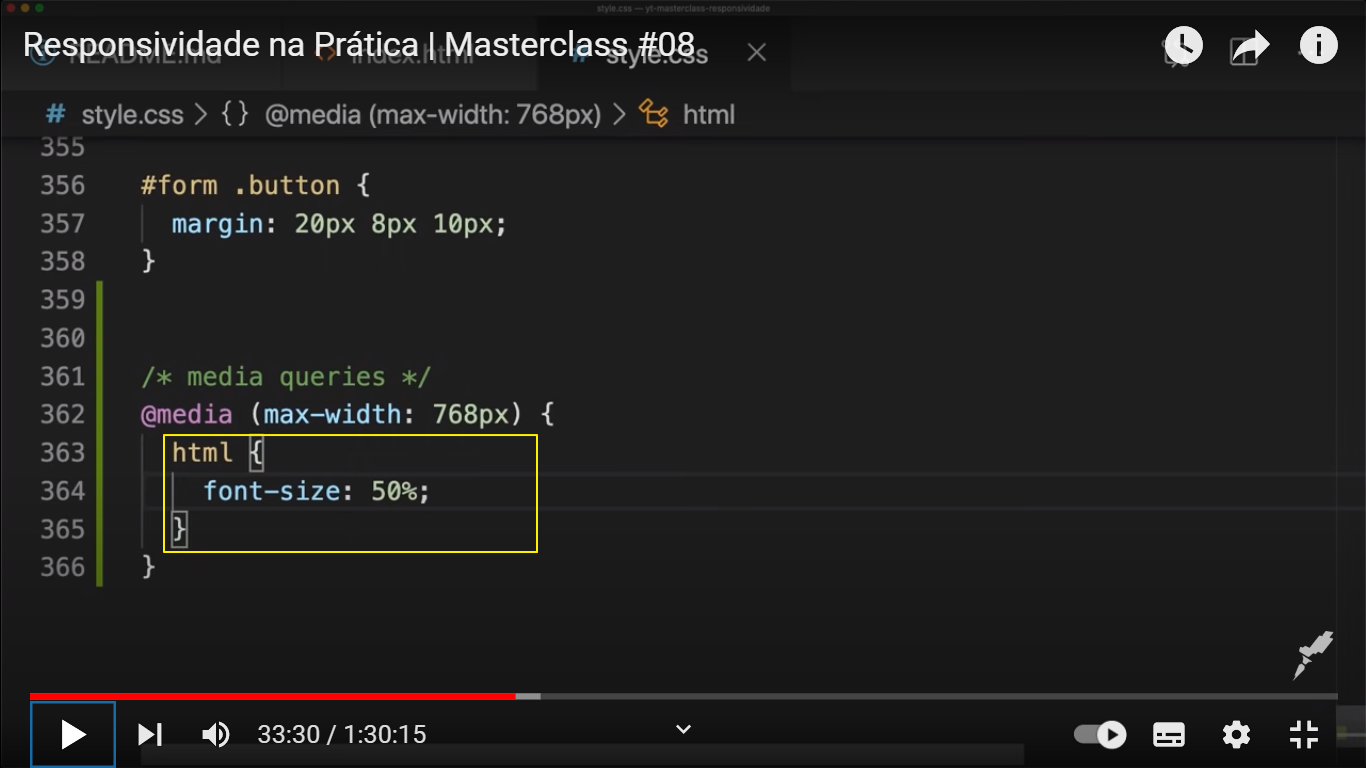 style.css — yt-masterclass-responsividade
Responsividade na Prática | Masterclass #08
README.md index.html # style.css
# style.css > {} @media (max-width: 768px) > html
355
356 #form .button {
357 margin: 20px 8px 10px;
358 }
359
360
361 /* media queries */
362 @media (max-width: 768px) {
363 html {
364 font-size: 50%;
365 }
366 }
33:30 / 1:30:15